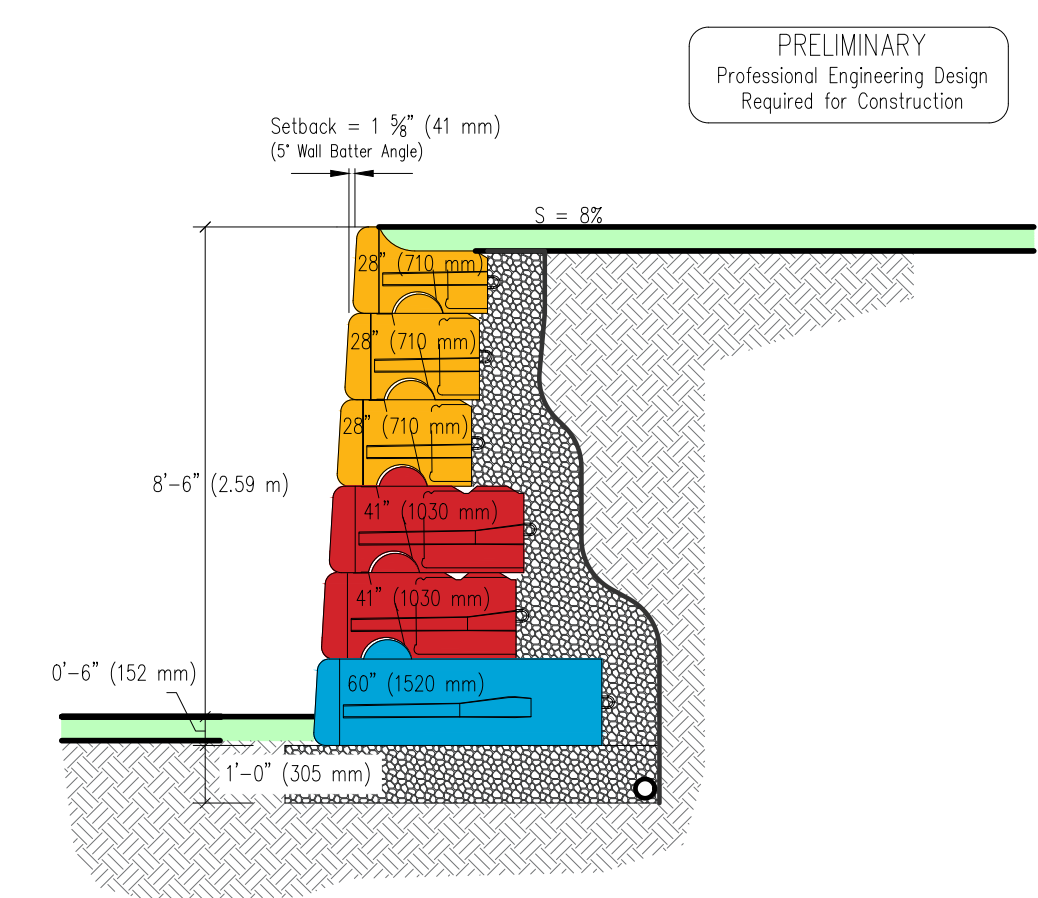 PRELIMINARY
Professional Engineering Design
Required for Construction
Setback = 1 ⅝" (41 mm)
(5° Wall Batter Angle)
S = 8%
28" (710 mm)
28" (710 mm)
28" (710 mm)
8'-6" (2.59 m)
41" (1030 mm)
41" (1030 mm)
0'-6" (152 mm)
60" (1520 mm)
1'-0" (305 mm)